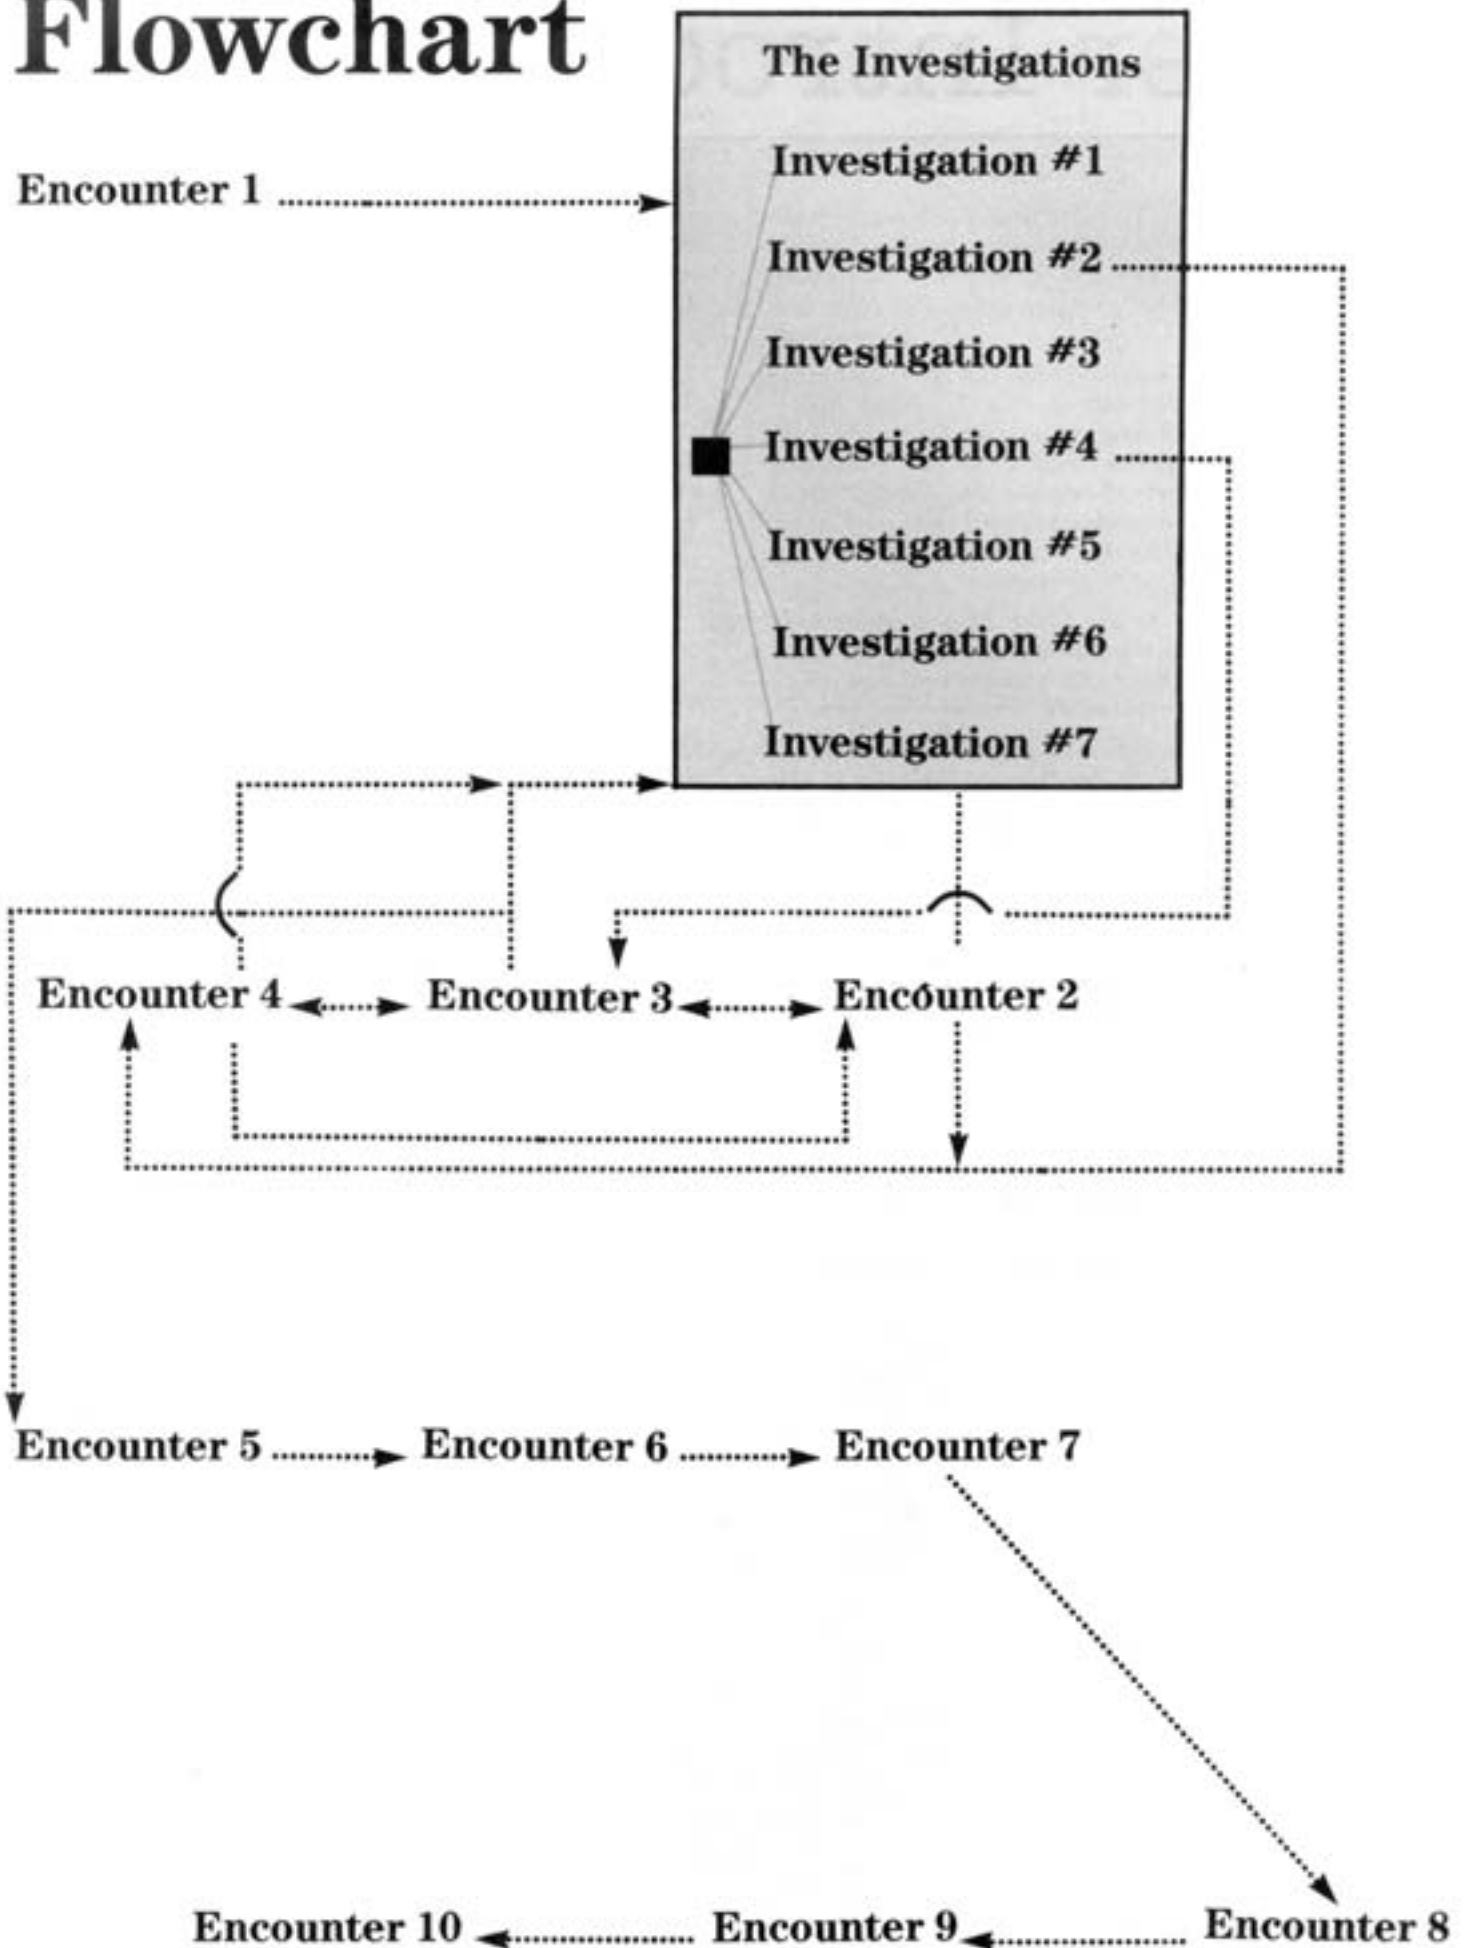 Flowchart
The Investigations
Investigation #1
Encounter 1
Investigation #2
Investigation #3
Investigation #4
Investigation #5
Investigation #6
Investigation #7
Encounter 4
Encounter 3
Encounter 2
Encounter 5
Encounter 6
Encounter 7
Encounter 10
Encounter 9
Encounter 8